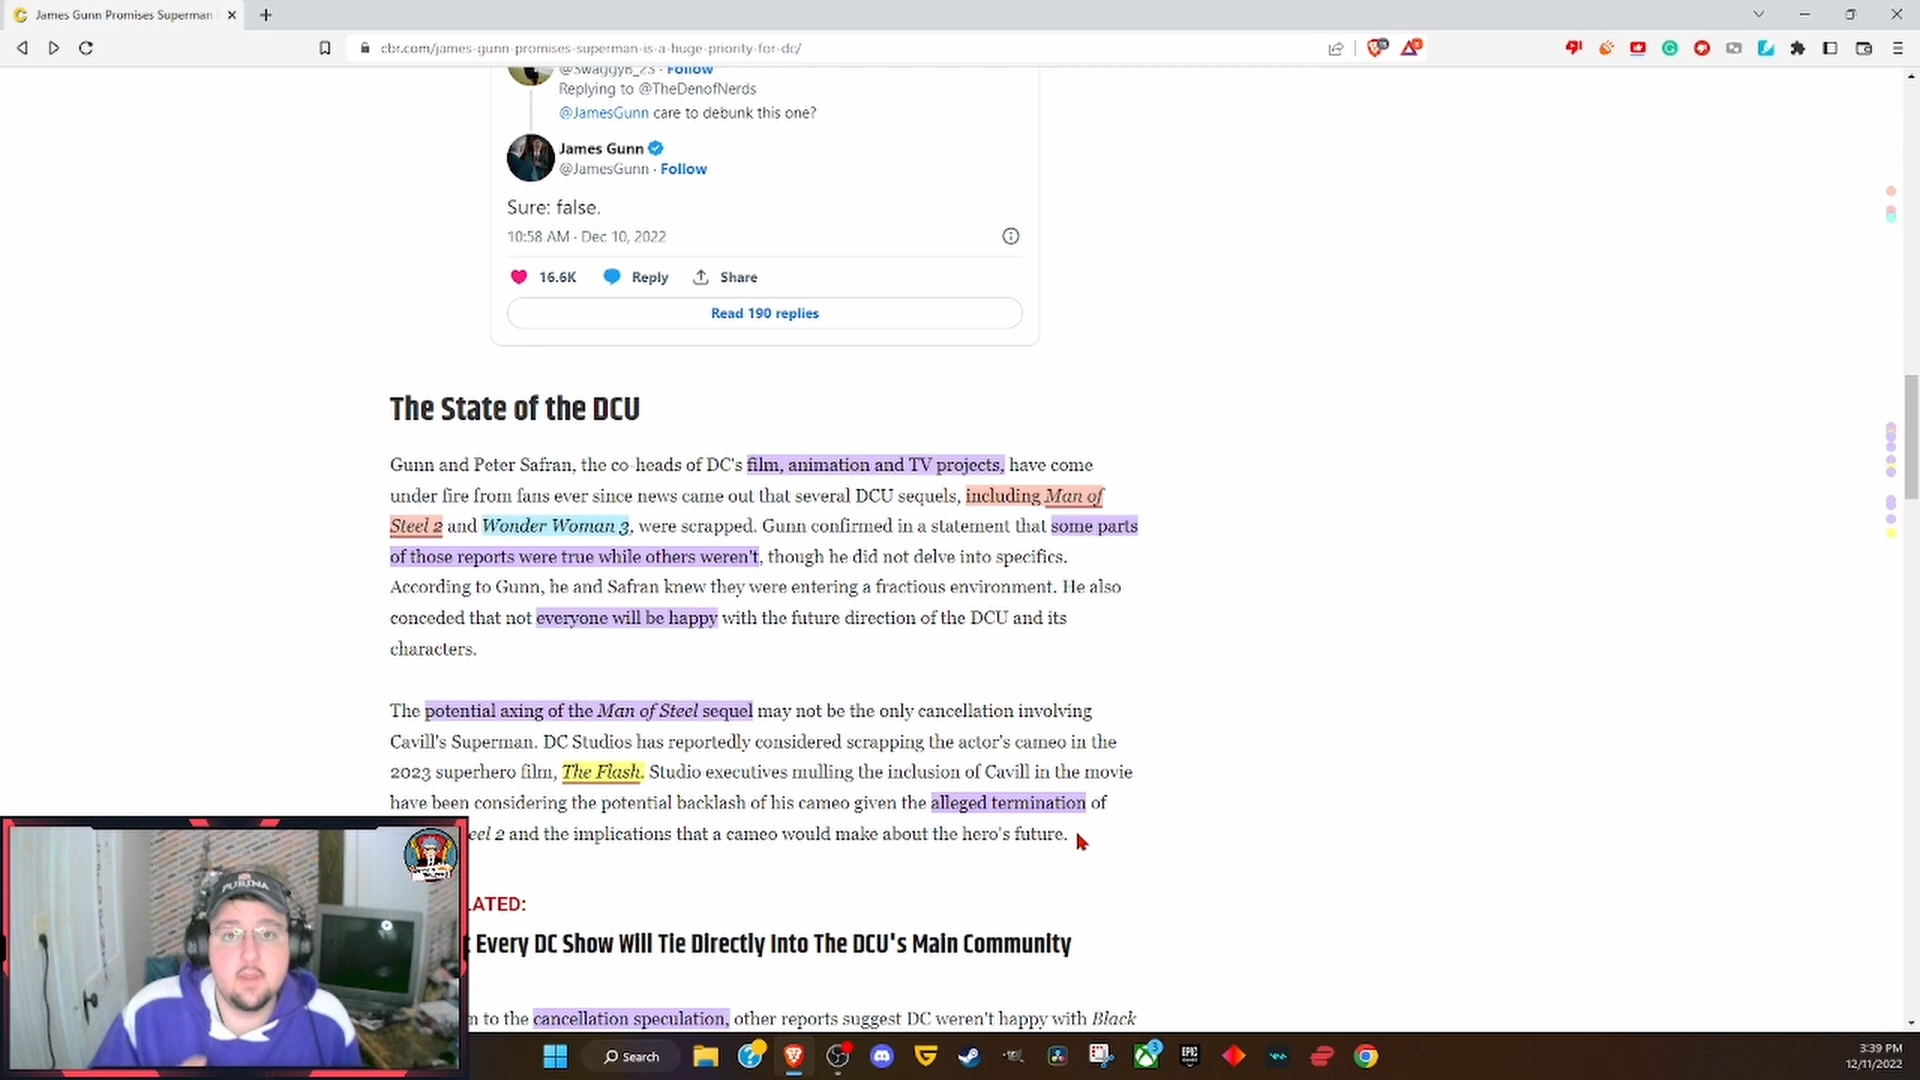 James Gunn Promises Superman
cbr.com/james-gunn-promises-superman-is-a-huge-priority-for-dc/
@SwaggyB_23 · Follow
Replying to @TheDenofNerds
@JamesGunn care to debunk this one?
James Gunn
@JamesGunn · Follow
Sure: false.
10:58 AM · Dec 10, 2022
16.6K Reply Share
Read 190 replies
The State of the DCU
Gunn and Peter Safran, the co-heads of DC's film, animation and TV projects, have come
under fire from fans ever since news came out that several DCU sequels, including Man of
Steel 2 and Wonder Woman 3, were scrapped. Gunn confirmed in a statement that some parts
of those reports were true while others weren't, though he did not delve into specifics.
According to Gunn, he and Safran knew they were entering a fractious environment. He also
conceded that not everyone will be happy with the future direction of the DCU and its
characters.
The potential axing of the Man of Steel sequel may not be the only cancellation involving
Cavill's Superman. DC Studios has reportedly considered scrapping the actor's cameo in the
2023 superhero film, The Flash. Studio executives mulling the inclusion of Cavill in the movie
have been considering the potential backlash of his cameo given the alleged termination of
eel 2 and the implications that a cameo would make about the hero's future.
LATED:
Every DC Show Will Tie Directly Into The DCU's Main Community
n to the cancellation speculation, other reports suggest DC weren't happy with Black
PURINA
Search
EPIC
3
3:39 PM
12/11/2022